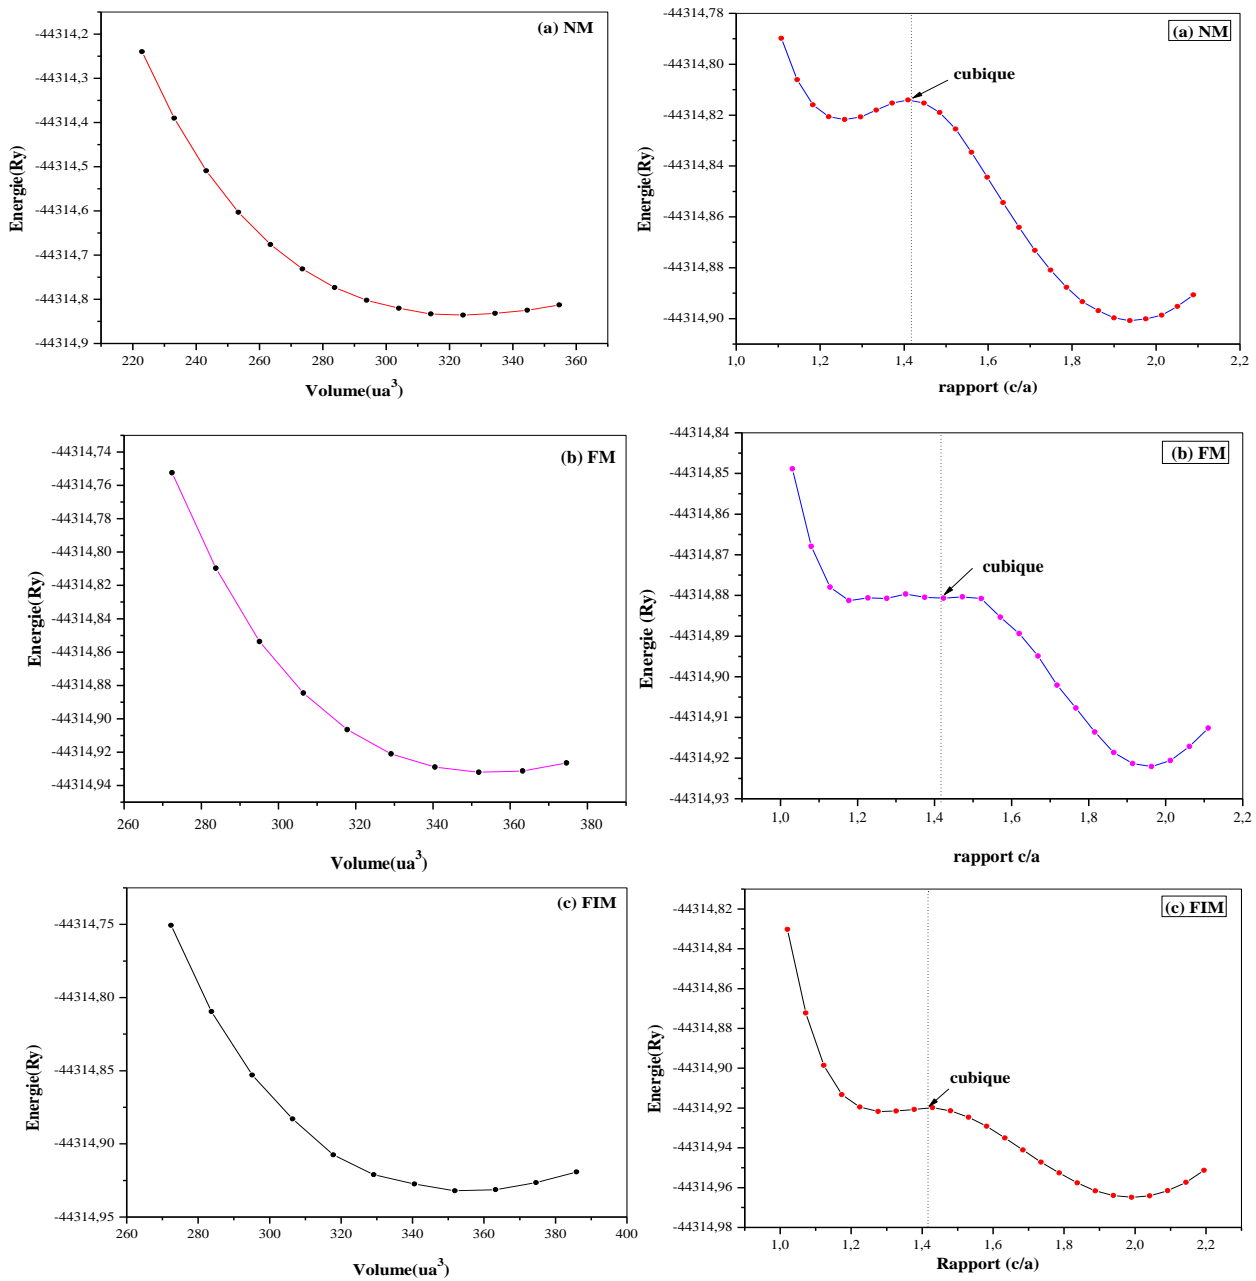 (a) NM
Energie(Ry)
-44314,2
-44314,3
-44314,4
-44314,5
-44314,6
-44314,7
-44314,8
-44314,9
220 240 260 280 300 320 340 360
Volume(ua³)
(a) NM
cubique
Energie(Ry)
-44314,78
-44314,80
-44314,82
-44314,84
-44314,86
-44314,88
-44314,90
1,0 1,2 1,4 1,6 1,8 2,0 2,2
rapport (c/a)
(b) FM
Energie(Ry)
-44314,74
-44314,76
-44314,78
-44314,80
-44314,82
-44314,84
-44314,86
-44314,88
-44314,90
-44314,92
-44314,94
260 280 300 320 340 360 380
Volume(ua³)
(b) FM
cubique
Energie (Ry)
-44314,84
-44314,85
-44314,86
-44314,87
-44314,88
-44314,89
-44314,90
-44314,91
-44314,92
-44314,93
1,0 1,2 1,4 1,6 1,8 2,0 2,2
rapport c/a
(c) FIM
Energie(Ry)
-44314,75
-44314,80
-44314,85
-44314,90
-44314,95
260 280 300 320 340 360 380 400
Volume(ua³)
(c) FIM
cubique
Energie(Ry)
-44314,82
-44314,84
-44314,86
-44314,88
-44314,90
-44314,92
-44314,94
-44314,96
-44314,98
1,0 1,2 1,4 1,6 1,8 2,0 2,2
Rapport (c/a)